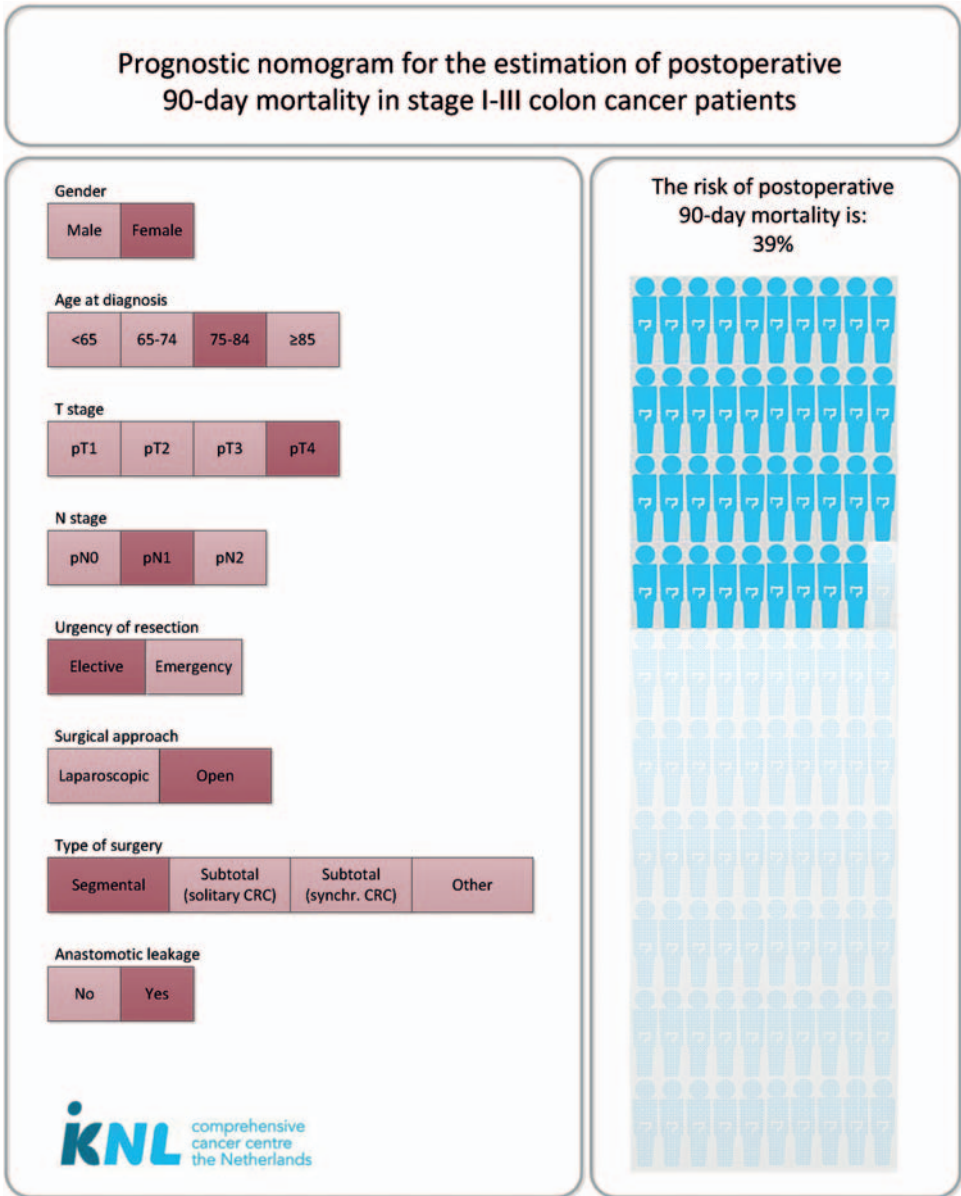 Prognostic nomogram for the estimation of postoperative
90-day mortality in stage I-III colon cancer patients
Gender
Male Female
Age at diagnosis
<65 65-74 75-84 ≥85
T stage
pT1 pT2 pT3 pT4
N stage
pN0 pN1 pN2
Urgency of resection
Elective Emergency
Surgical approach
Laparoscopic Open
Type of surgery
Segmental Subtotal Subtotal Other
(solitary CRC) (synchr. CRC)
Anastomotic leakage
No Yes
iKNL comprehensive
cancer centre
the Netherlands
The risk of postoperative
90-day mortality is:
39%